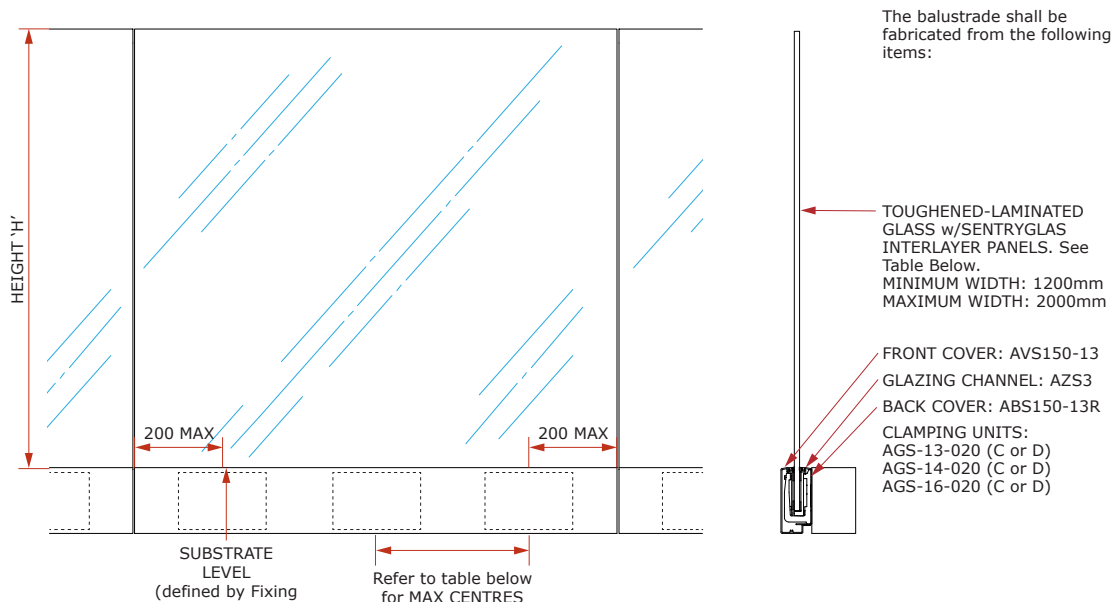 The balustrade shall be
fabricated from the following
items:
HEIGHT ‘H’
TOUGHENED-LAMINATED
GLASS w/SENTRYGLAS
INTERLAYER PANELS. See
Table Below.
MINIMUM WIDTH: 1200mm
MAXIMUM WIDTH: 2000mm
FRONT COVER: AVS150-13
GLAZING CHANNEL: AZS3
BACK COVER: ABS150-13R
CLAMPING UNITS:
AGS-13-020 (C or D)
AGS-14-020 (C or D)
AGS-16-020 (C or D)
200 MAX
200 MAX
SUBSTRATE
LEVEL
(defined by Fixing
Refer to table below
for MAX CENTRES